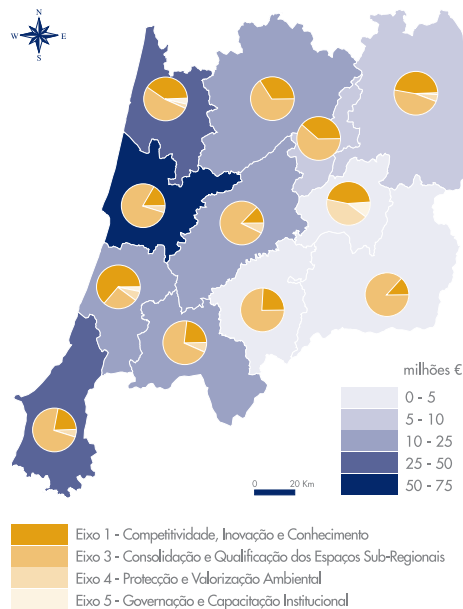 N
W E
S
milhões €
0 - 5
5 - 10
10 - 25
25 - 50
50 - 75
0 20 Km
Eixo 1 - Competitividade, Inovação e Conhecimento
Eixo 3 - Consolidação e Qualificação dos Espaços Sub-Regionais
Eixo 4 - Protecção e Valorização Ambiental
Eixo 5 - Governação e Capacitação Institucional